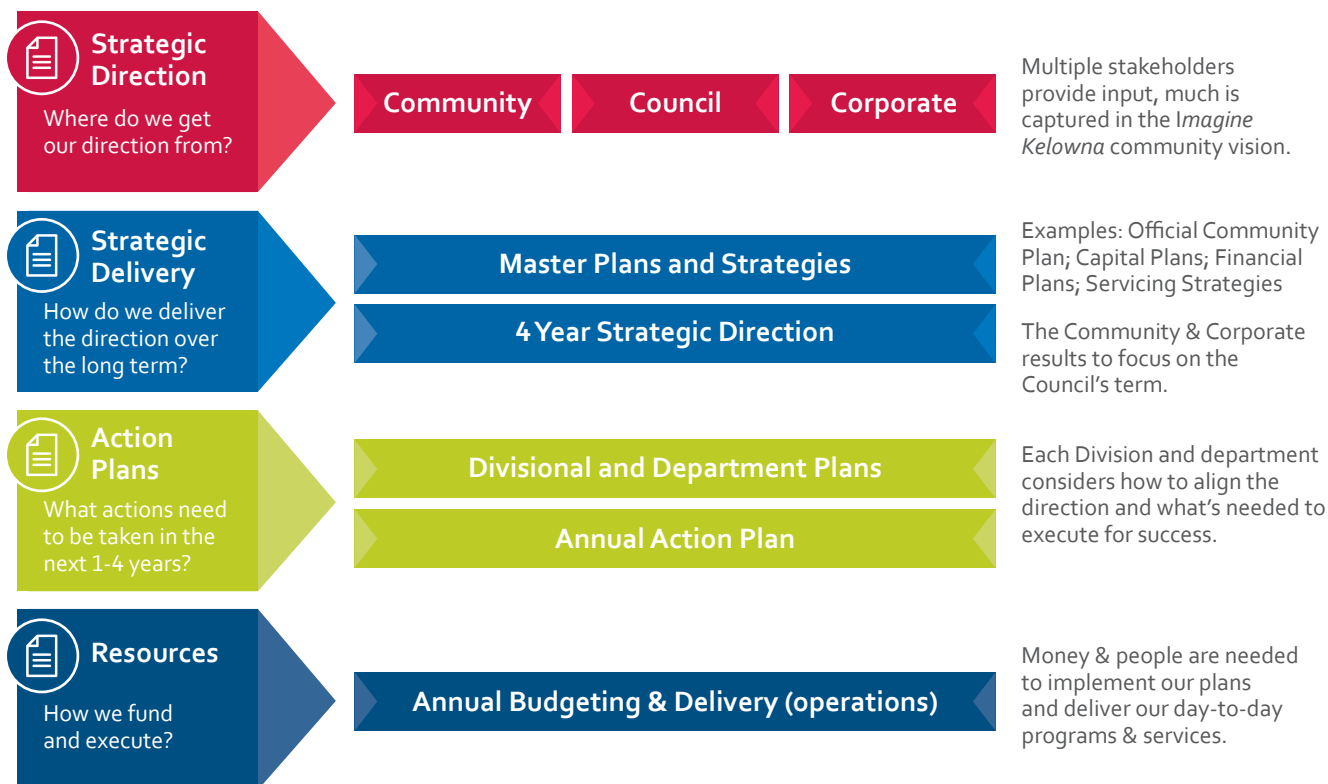 Strategic
Direction
Where do we get
our direction from?
Community
Council
Corporate
Multiple stakeholders
provide input, much is
captured in the Imagine
Kelowna community vision.
Strategic
Delivery
How do we deliver
the direction over
the long term?
Master Plans and Strategies
4 Year Strategic Direction
Examples: Official Community
Plan; Capital Plans; Financial
Plans; Servicing Strategies
The Community & Corporate
results to focus on the
Council's term.
Action
Plans
What actions need
to be taken in the
next 1-4 years?
Divisional and Department Plans
Annual Action Plan
Each Division and department
considers how to align the
direction and what's needed to
execute for success.
Resources
How we fund
and execute?
Annual Budgeting & Delivery (operations)
Money & people are needed
to implement our plans
and deliver our day-to-day
programs & services.